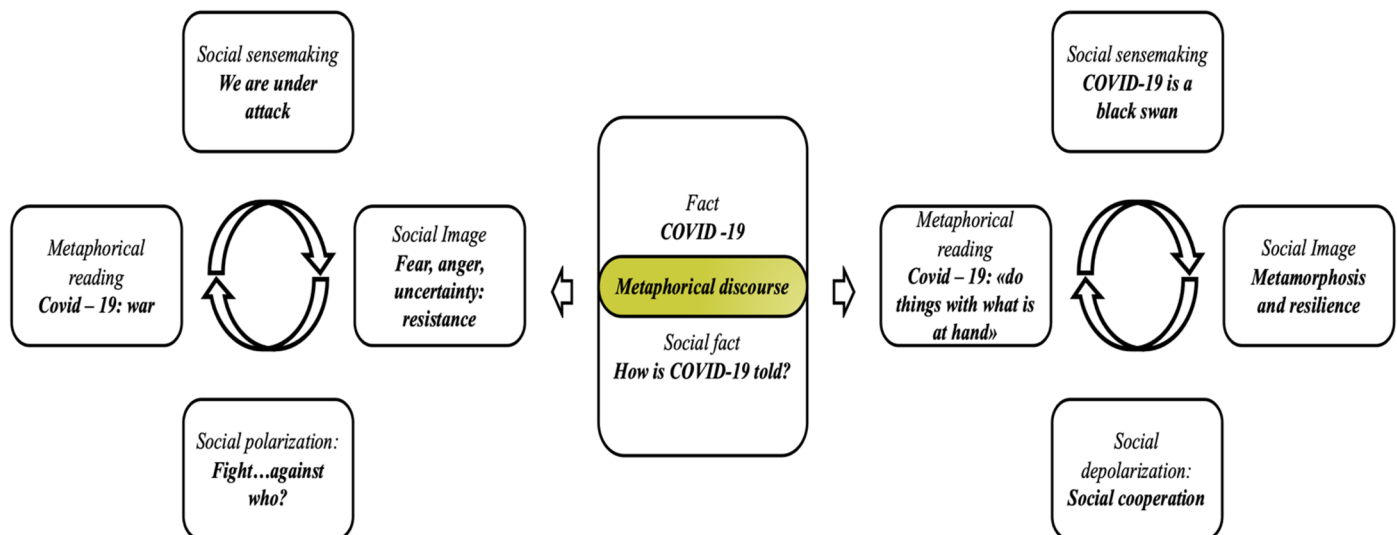 Social sensemaking
We are under
attack
Metaphorical
reading
Covid – 19: war
Social Image
Fear, anger,
uncertainty:
resistance
Social polarization:
Fight…against
who?
Fact
COVID -19
Metaphorical discourse
Social fact
How is COVID-19 told?
Social sensemaking
COVID-19 is a
black swan
Metaphorical
reading
Covid – 19: «do
things with what is
at hand»
Social Image
Metamorphosis
and resilience
Social
depolarization:
Social cooperation